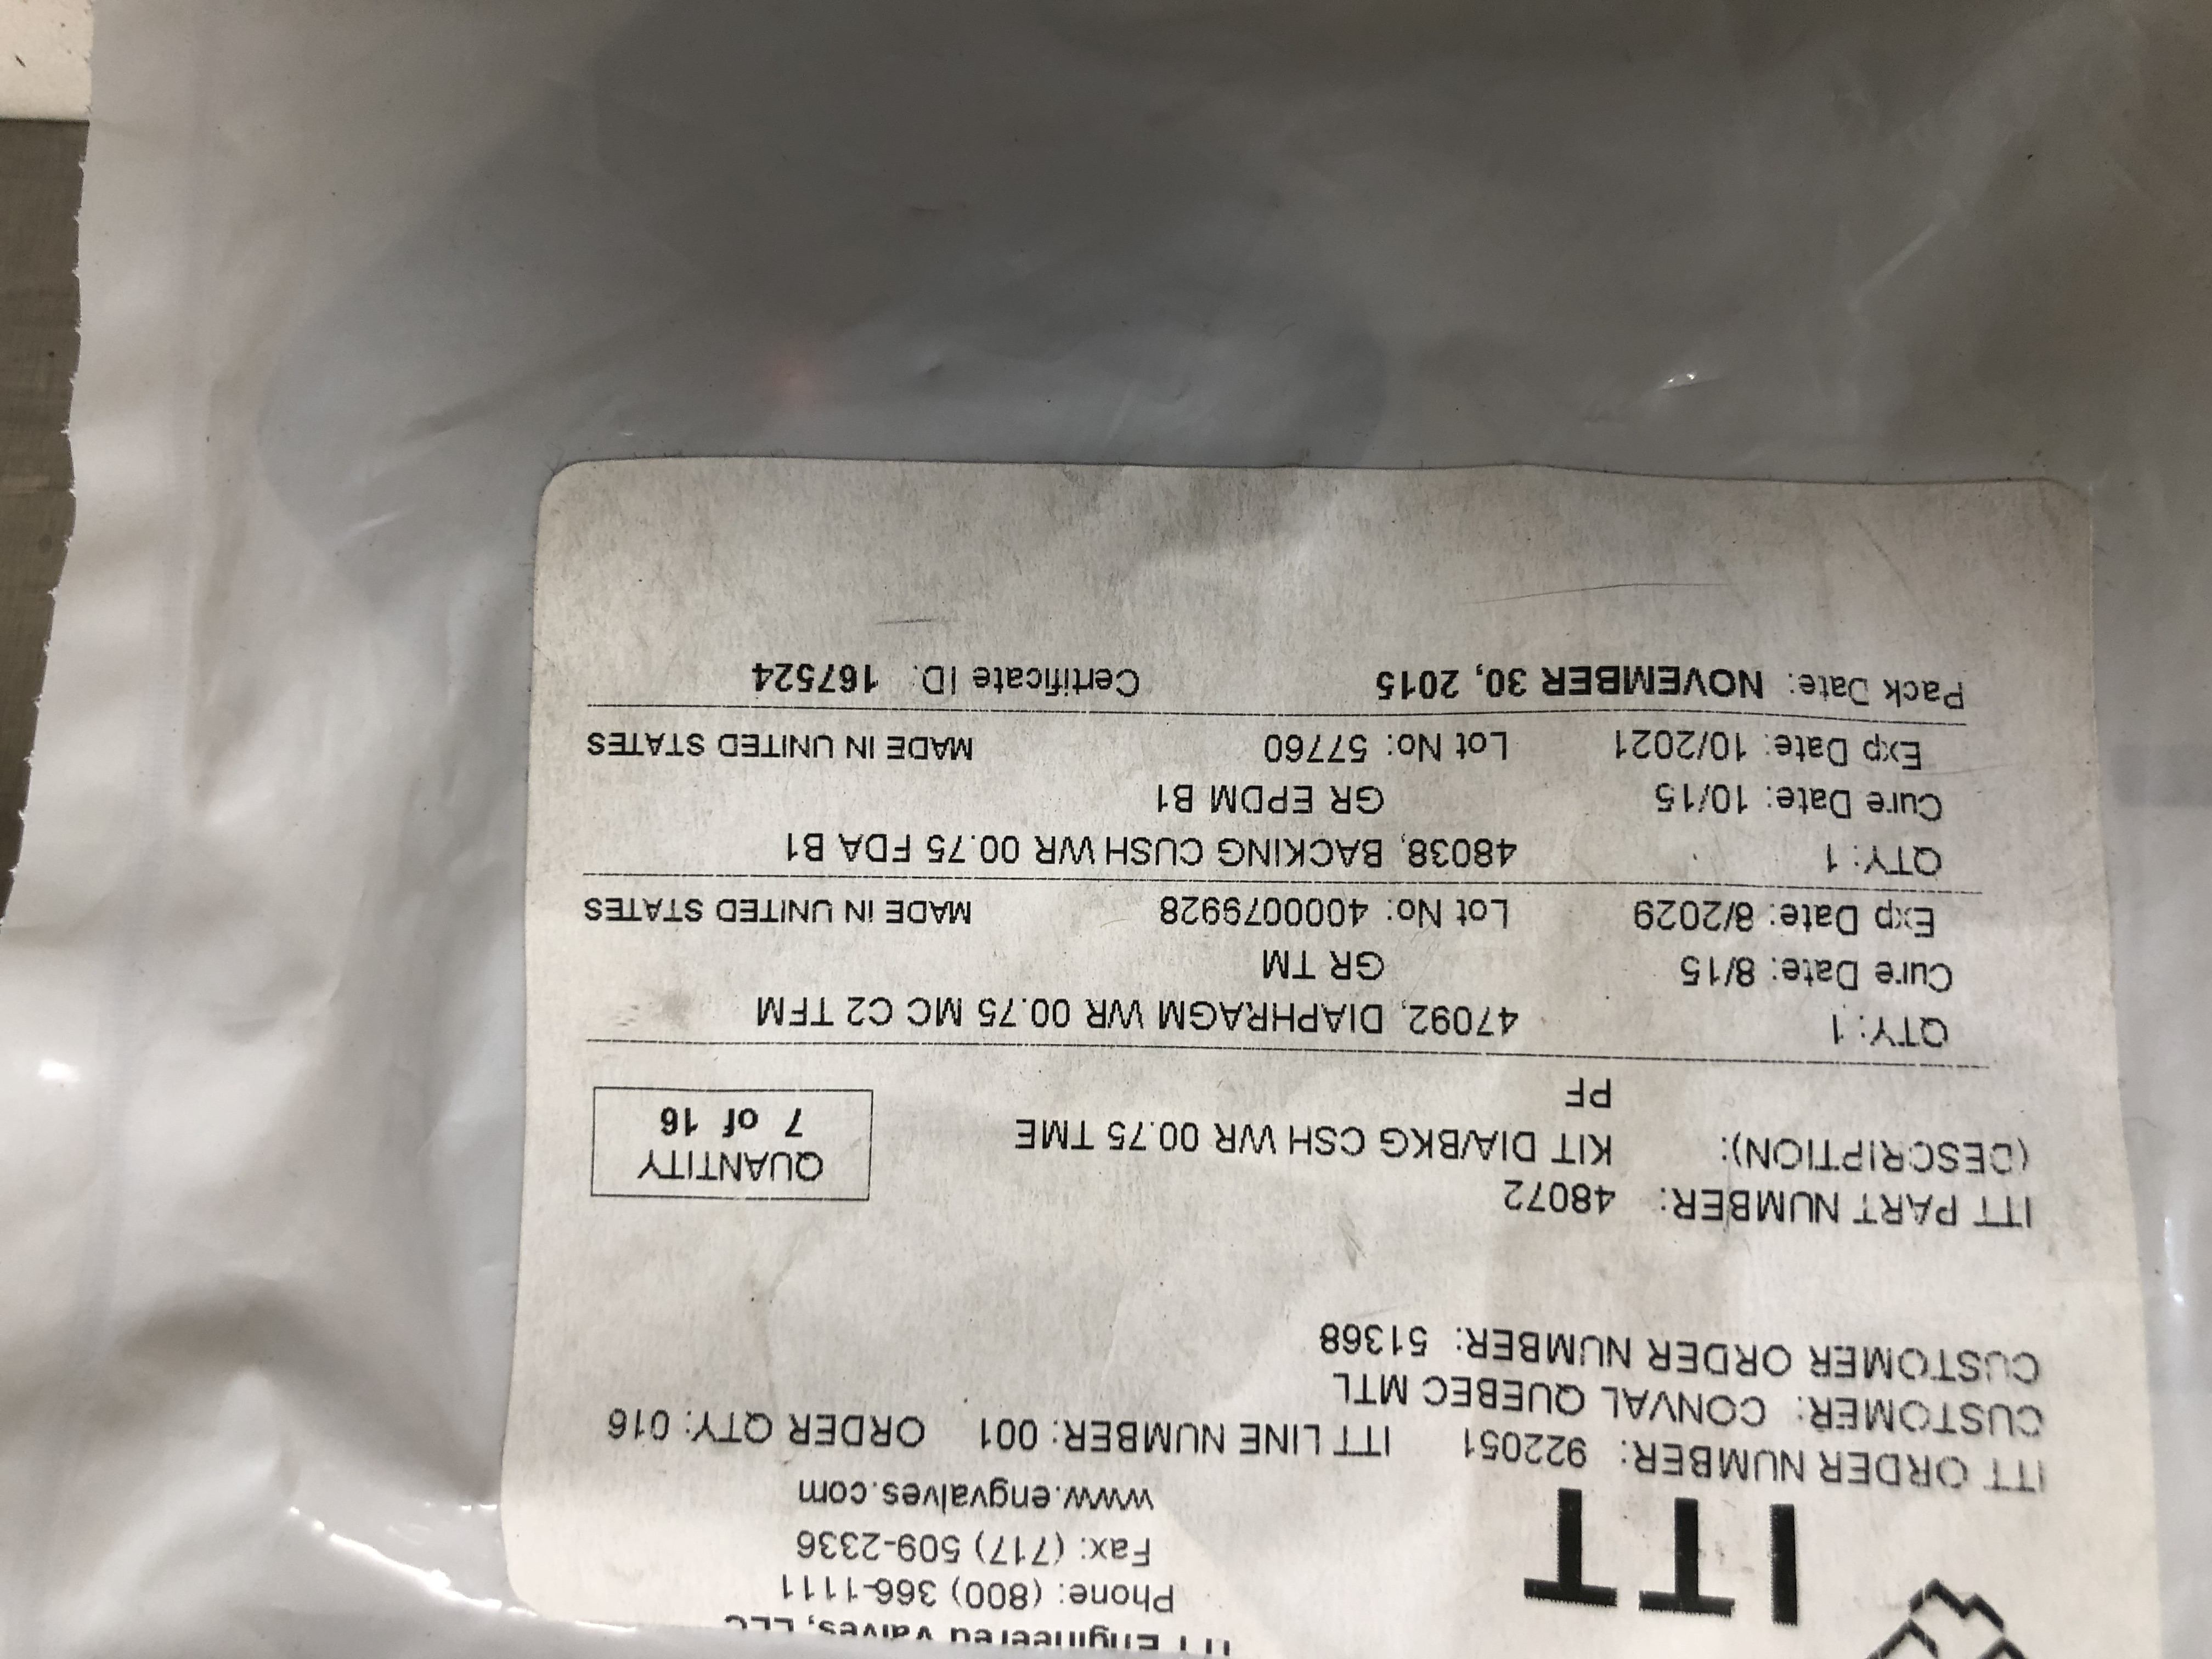 ITT Engineered Valves, LLC
Phone: (800) 366-1111
Fax: (717) 509-2336
www.engvalves.com
ITT
ITT ORDER NUMBER: 922051 ITT LINE NUMBER: 001 ORDER QTY: 016
CUSTOMER: CONVAL QUEBEC MTL
CUSTOMER ORDER NUMBER: 51368
ITT PART NUMBER: 48072
(DESCRIPTION): KIT DIA/BKG CSH WR 00.75 TME
PF
QUANTITY
7 of 16
QTY: 1 47092, DIAPHRAGM WR 00.75 MC C2 TFM
Cure Date: 8/15 GR TM
Exp Date: 8/2029 Lot No: 4000079928 MADE IN UNITED STATES
QTY: 1 48038, BACKING CUSH WR 00.75 FDA B1
Cure Date: 10/15 GR EPDM B1
Exp Date: 10/2021 Lot No: 57760 MADE IN UNITED STATES
Pack Date: NOVEMBER 30, 2015 Certificate ID: 167524